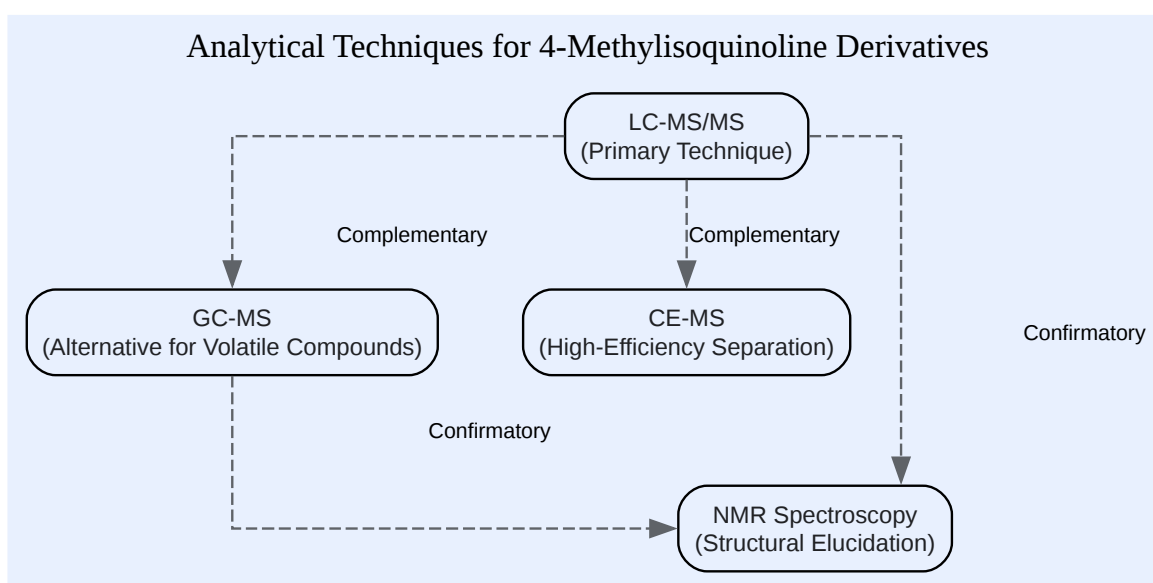 Analytical Techniques for 4-Methylisoquinoline Derivatives
LC-MS/MS
(Primary Technique)
Complementary
Complementary
GC-MS
(Alternative for Volatile Compounds)
CE-MS
(High-Efficiency Separation)
Confirmatory
Confirmatory
NMR Spectroscopy
(Structural Elucidation)